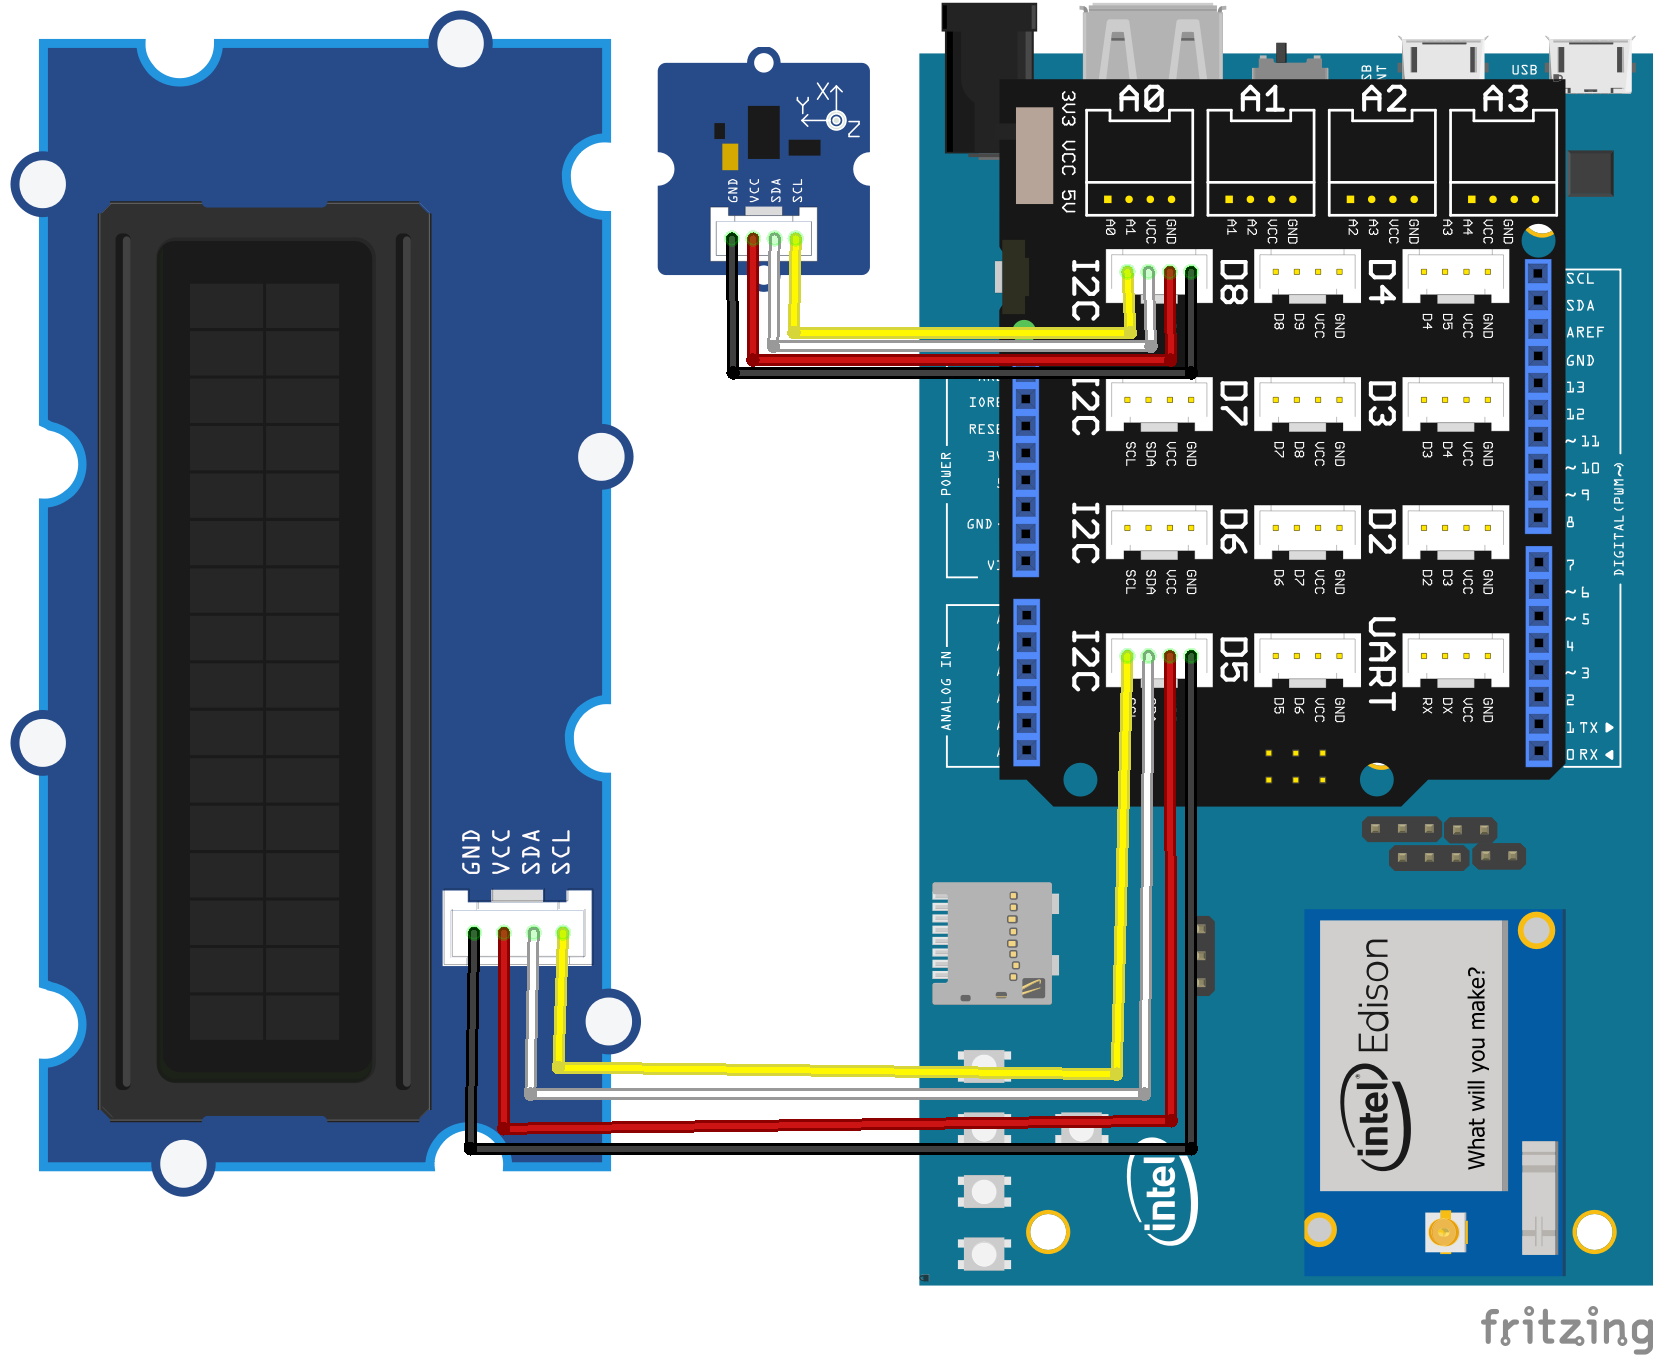 X
Y
Z
GND VCC SDA SCL
GND VCC SDA SCL
USB
3V3 VCC 5V
A0 A1 A2 A3
A0 A1 VCC GND
A1 A2 VCC GND
A2 A3 VCC GND
A3 A4 VCC GND
I2C D8 D4
D8 D9 VCC GND
D4 D5 VCC GND
I2C D7 D3
SCL SDA VCC GND
D7 D8 VCC GND
D3 D4 VCC GND
I2C D6 D2
SCL SDA VCC GND
D6 D7 VCC GND
D2 D3 VCC GND
I2C D5 UART
D5 D6 VCC GND
RX DX VCC GND
POWER
GND
ANALOG IN
SCL
SDA
AREF
GND
13
12
~11
~10
~9
8
7
~6
~5
4
~3
2
1 TX ▶
0 RX ◀
DIGITAL(PWM~)
intel
intel® Edison
What will you make?
fritzing